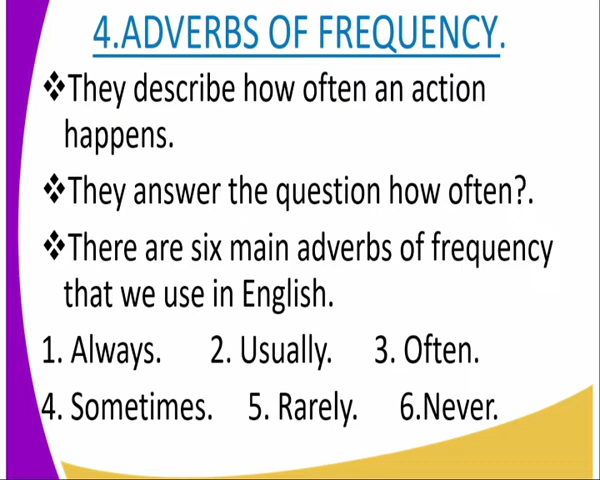 4.ADVERBS OF FREQUENCY.
❖They describe how often an action
happens.
❖They answer the question how often?.
❖There are six main adverbs of frequency
that we use in English.
1. Always. 2. Usually. 3. Often.
4. Sometimes. 5. Rarely. 6.Never.